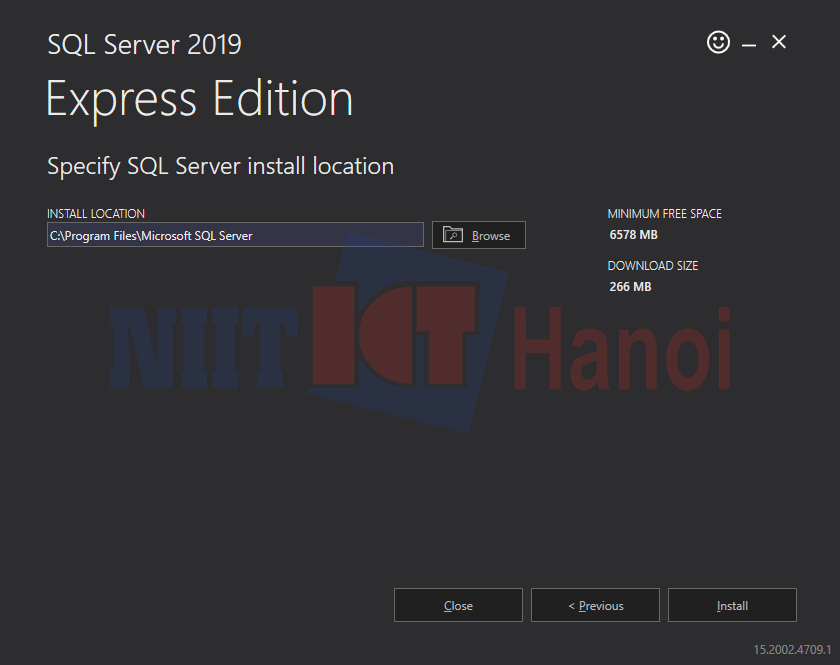 SQL Server 2019
Express Edition
Specify SQL Server install location
INSTALL LOCATION
C:\Program Files\Microsoft SQL Server
Browse
MINIMUM FREE SPACE
6578 MB
DOWNLOAD SIZE
266 MB
NIIT ICT Hanoi
Close
< Previous
Install
15.2002.4709.1